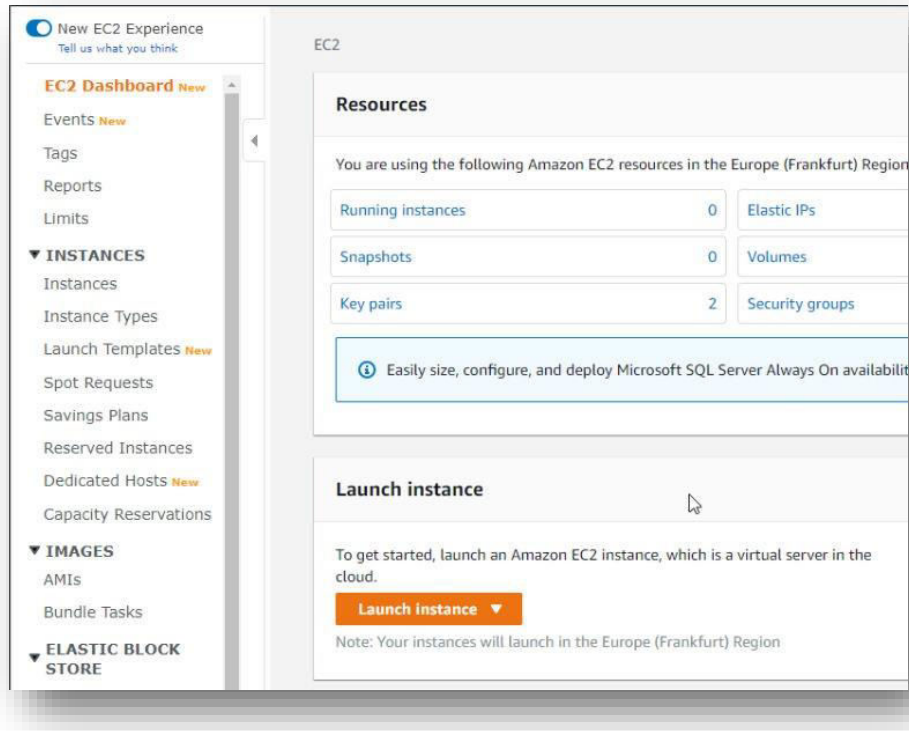 New EC2 Experience
Tell us what you think
EC2 Dashboard New
Events New
Tags
Reports
Limits
INSTANCES
Instances
Instance Types
Launch Templates New
Spot Requests
Savings Plans
Reserved Instances
Dedicated Hosts New
Capacity Reservations
IMAGES
AMIs
Bundle Tasks
ELASTIC BLOCK
STORE
EC2
Resources
You are using the following Amazon EC2 resources in the Europe (Frankfurt) Region
Running instances 0 Elastic IPs
Snapshots 0 Volumes
Key pairs 2 Security groups
Easily size, configure, and deploy Microsoft SQL Server Always On availabilit
Launch instance
To get started, launch an Amazon EC2 instance, which is a virtual server in the
cloud.
Launch instance
Note: Your instances will launch in the Europe (Frankfurt) Region